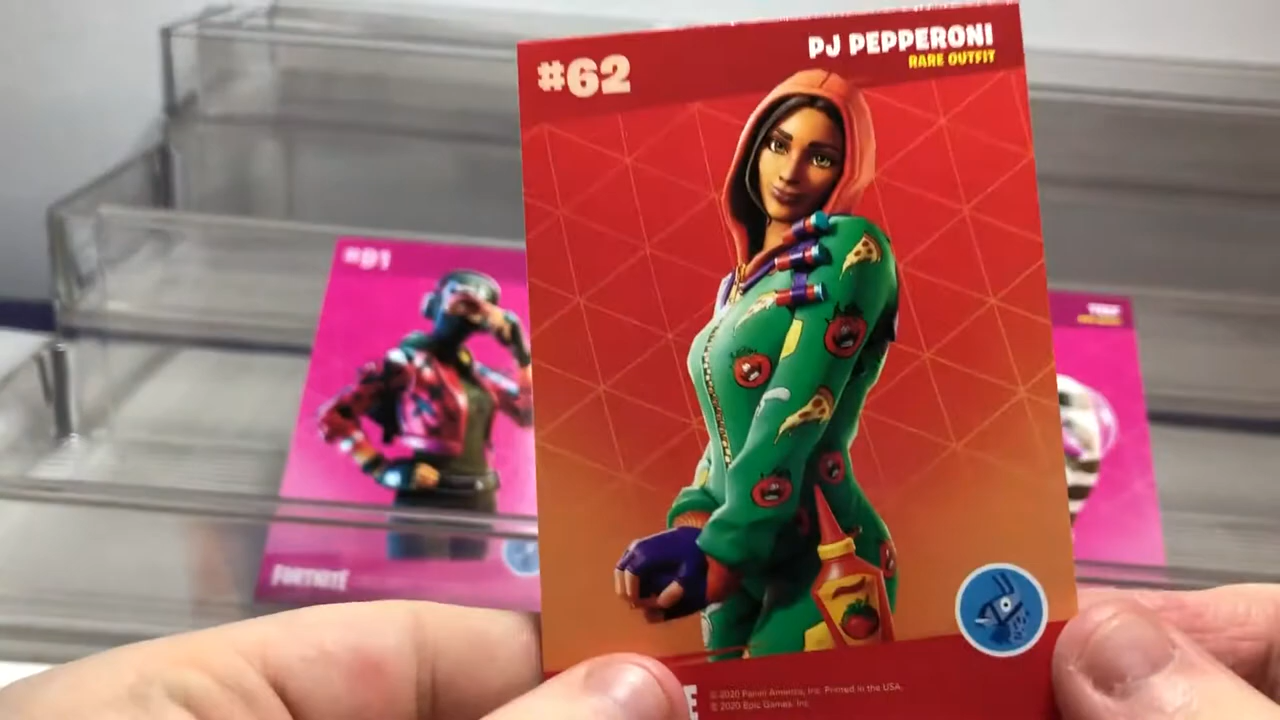 #62
PJ PEPPERONI
RARE OUTFIT
#91
FORTNITE
E
© 2020 Panini America, Inc. Printed in the USA.
© 2020 Epic Games, Inc.